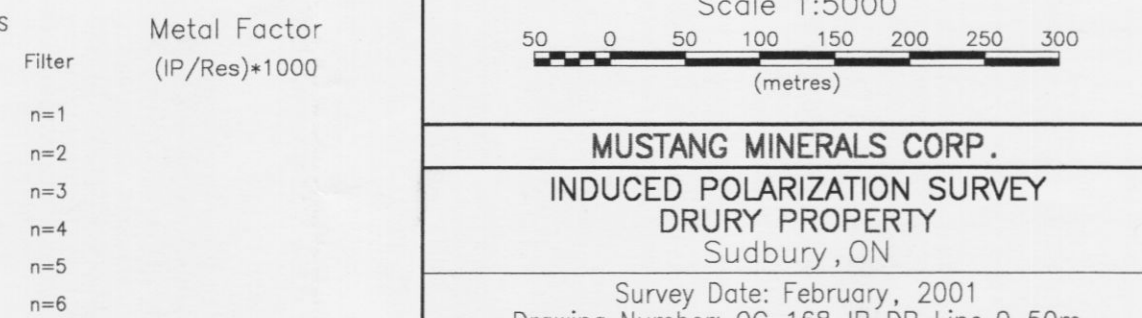 Metal Factor
Filter
(IP/Res)*1000
n=1
n=2
n=3
n=4
n=5
n=6
Scale 1:5000
50 0 50 100 150 200 250 300
(metres)
MUSTANG MINERALS CORP.
INDUCED POLARIZATION SURVEY
DRURY PROPERTY
Sudbury, ON
Survey Date: February, 2001